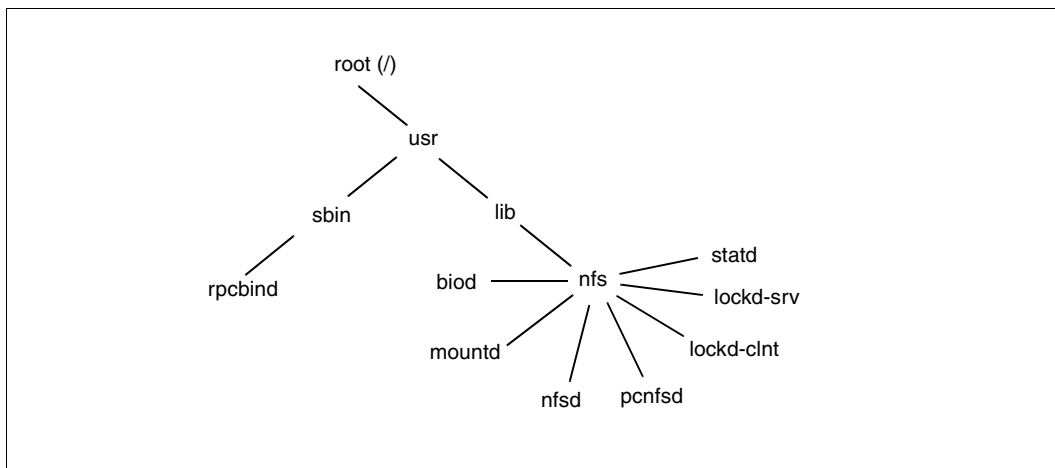 root (/)
usr
sbin
lib
rpcbind
biod
nfs
statd
lockd-srv
mountd
lockd-clnt
nfsd
pcnfsd